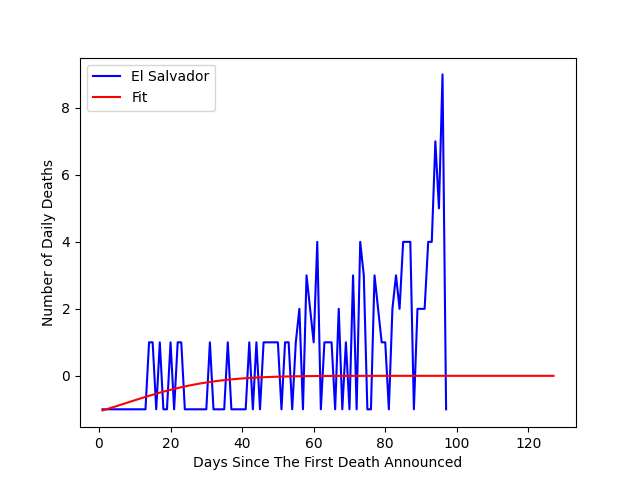 El Salvador
Fit
8
6
4
2
0
Number of Daily Deaths
0 20 40 60 80 100 120
Days Since The First Death Announced